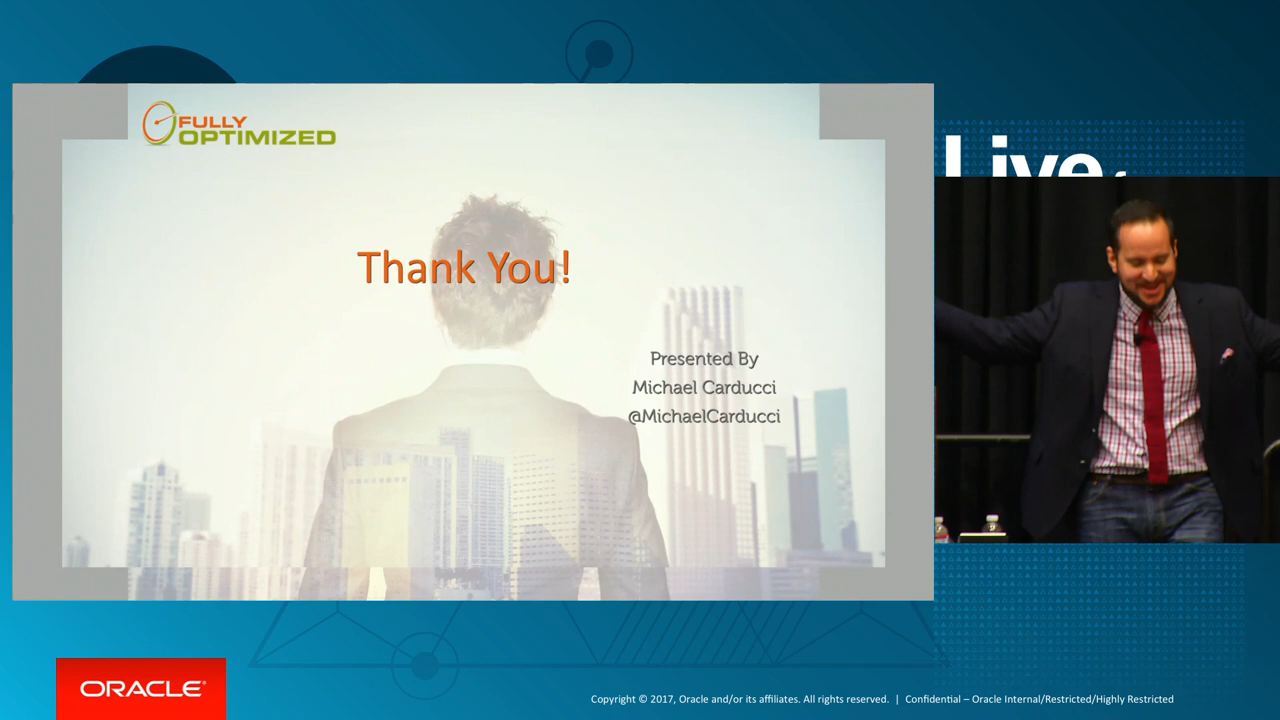 FULLY
OPTIMIZED
Live
Thank You!
Presented By
Michael Carducci
@MichaelCarducci
ORACLE®
Copyright © 2017, Oracle and/or its affiliates. All rights reserved. | Confidential – Oracle Internal/Restricted/Highly Restricted